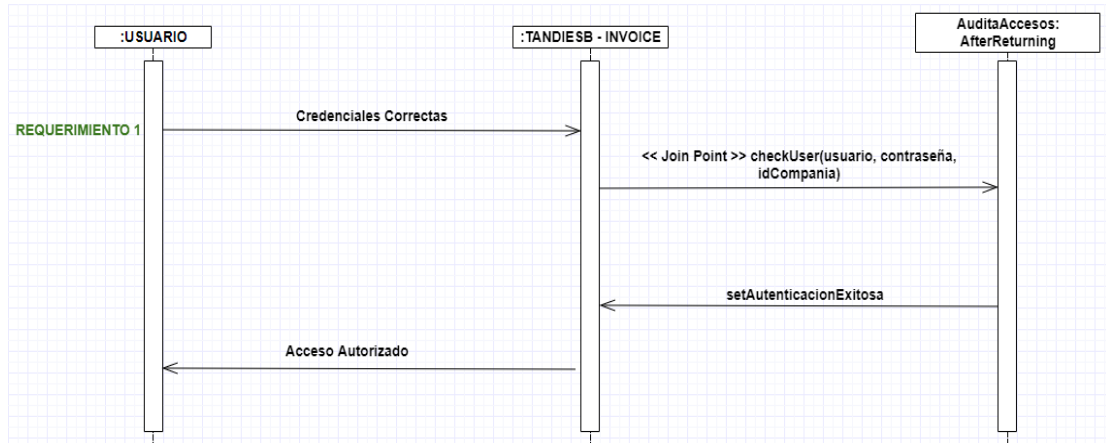 :USUARIO
:TANDIESB - INVOICE
AuditaAccesos:
AfterReturning
REQUERIMIENTO 1
Credenciales Correctas
<< Join Point >> checkUser(usuario, contraseña,
idCompania)
setAutenticacionExitosa
Acceso Autorizado